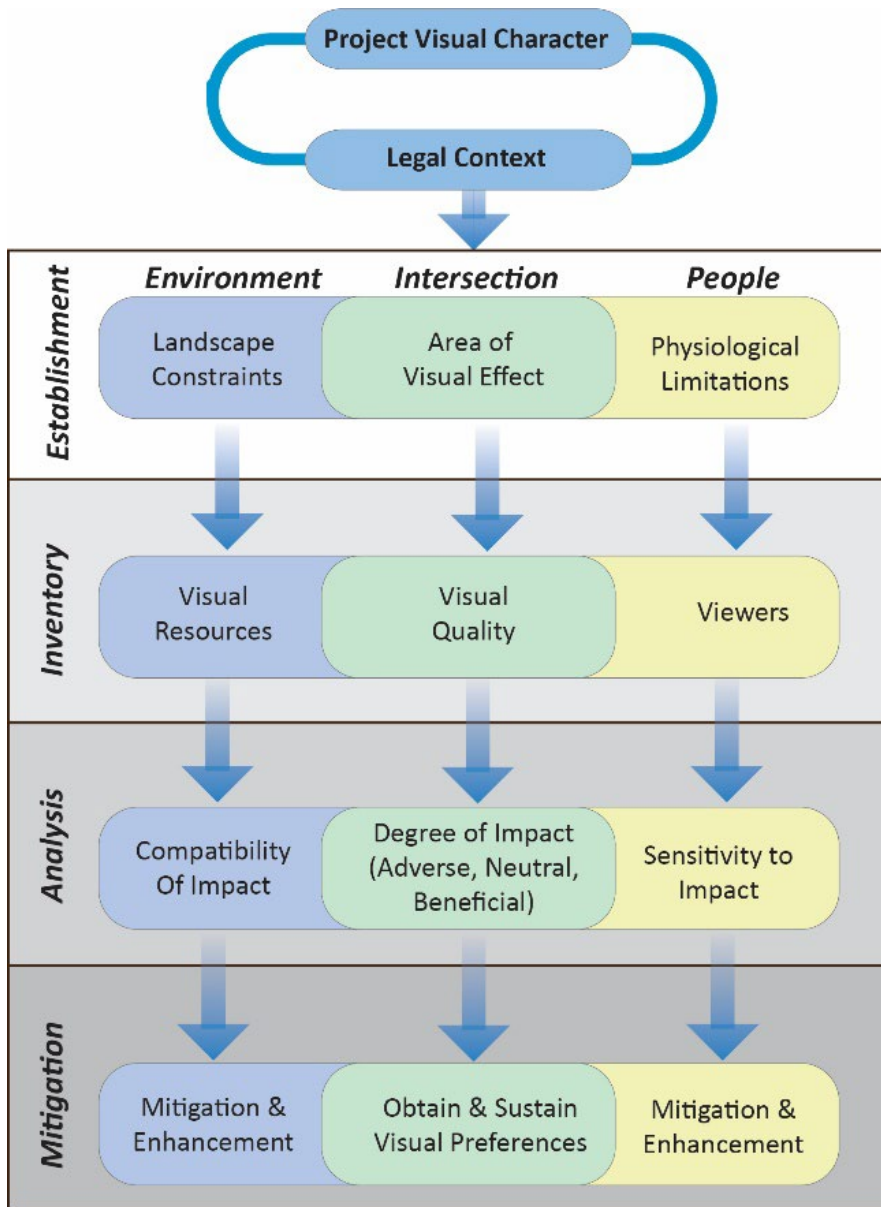 Project Visual Character
Legal Context
Environment
Intersection
People
Establishment
Landscape
Constraints
Area of
Visual Effect
Physiological
Limitations
Inventory
Visual
Resources
Visual
Quality
Viewers
Analysis
Compatibility
Of Impact
Degree of Impact
(Adverse, Neutral,
Beneficial)
Sensitivity to
Impact
Mitigation
Mitigation &
Enhancement
Obtain & Sustain
Visual Preferences
Mitigation &
Enhancement